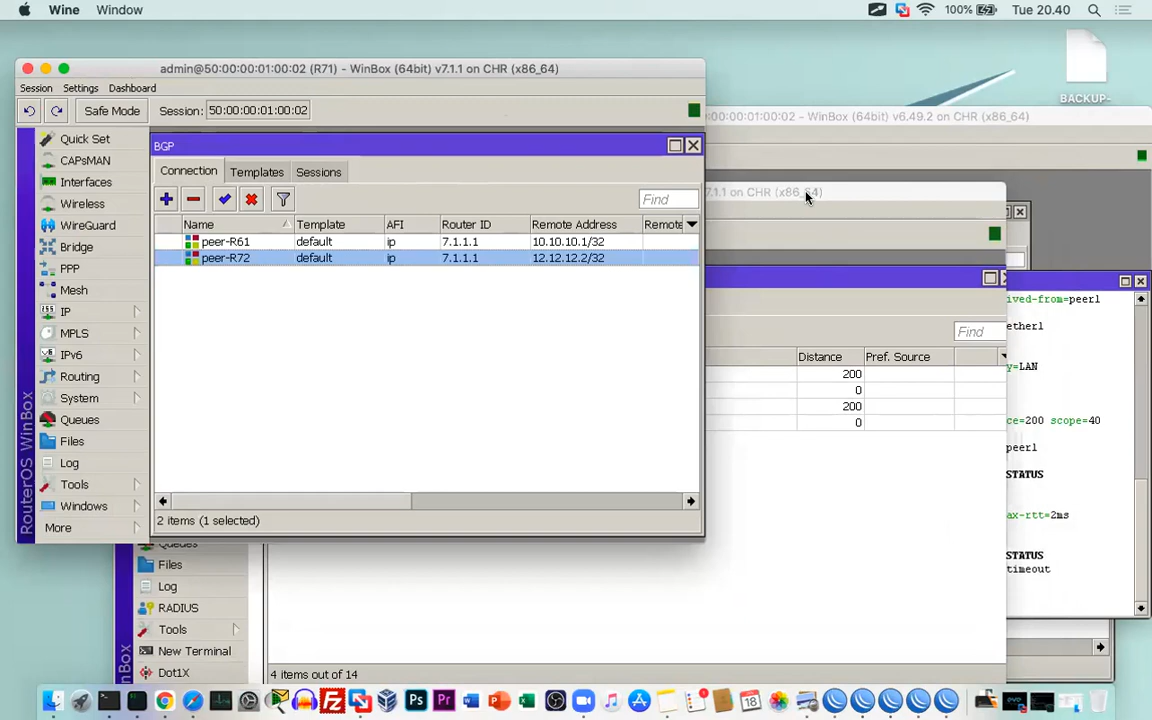 Wine Window 100% Tue 20.40
BACKUP-
admin@50:00:00:01:00:02 (R71) - WinBox (64bit) v7.1.1 on CHR (x86_64)
Session Settings Dashboard
Safe Mode Session: 50:00:00:01:00:02
:00:00:01:00:02 - WinBox (64bit) v6.49.2 on CHR (x86_64)
7.1.1 on CHR (x86_64)
Quick Set
CAPsMAN
Interfaces
Wireless
WireGuard
Bridge
PPP
Mesh
IP
MPLS
IPv6
Routing
System
Queues
Files
Log
Tools
Windows
More
RouterOS WinBox
BGP
Connection Templates Sessions
Find
Name Template AFI Router ID Remote Address Remote
peer-R61 default ip 7.1.1.1 10.10.10.1/32
peer-R72 default ip 7.1.1.1 12.12.12.2/32
2 items (1 selected)
Find
Distance Pref. Source
200
0
200
0
ived-from=peer1
ether1
y=LAN
ce=200 scope=40
peer1
STATUS
ax-rtt=2ms
STATUS
timeout
Queues
Files
Log
RADIUS
Tools
New Terminal
Dot1X
Box
4 items out of 14
18